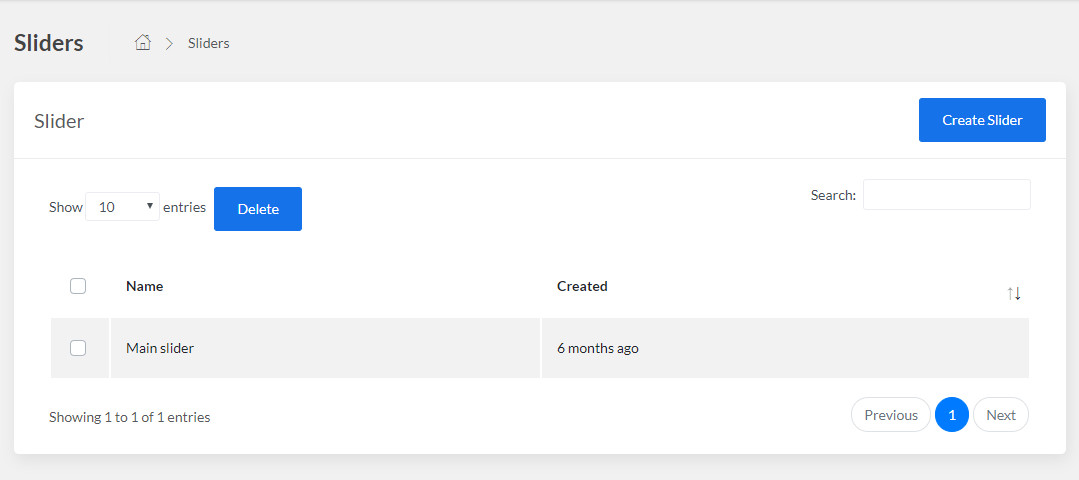 Sliders Sliders
Slider Create Slider
Show 10 entries Delete Search:
Name Created
Main slider 6 months ago
Showing 1 to 1 of 1 entries Previous 1 Next